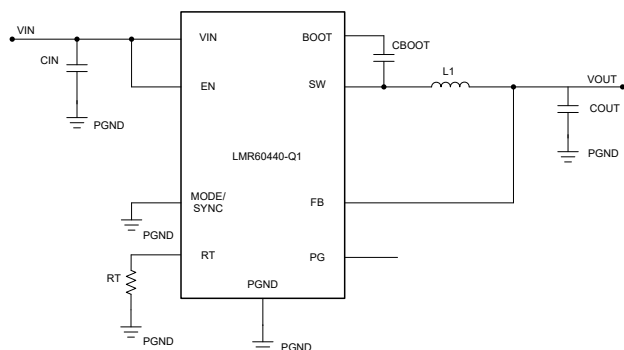 VIN
CIN
PGND
VIN
EN
MODE/
SYNC
PGND
RT
RT
PGND
LMR60440-Q1
PGND
PGND
BOOT
CBOOT
SW
L1
VOUT
COUT
PGND
FB
PG